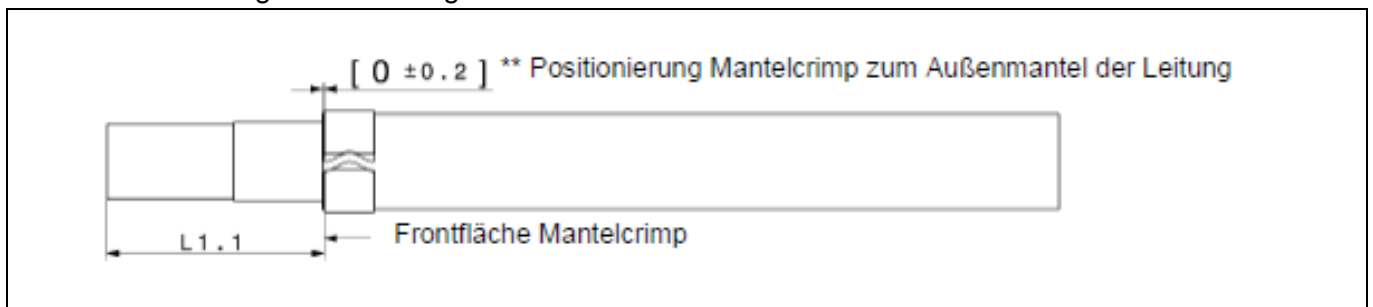 [ 0 ±0.2 ] ** Positionierung Mantelcrimp zum Außenmantel der Leitung
Frontfläche Mantelcrimp
L1.1